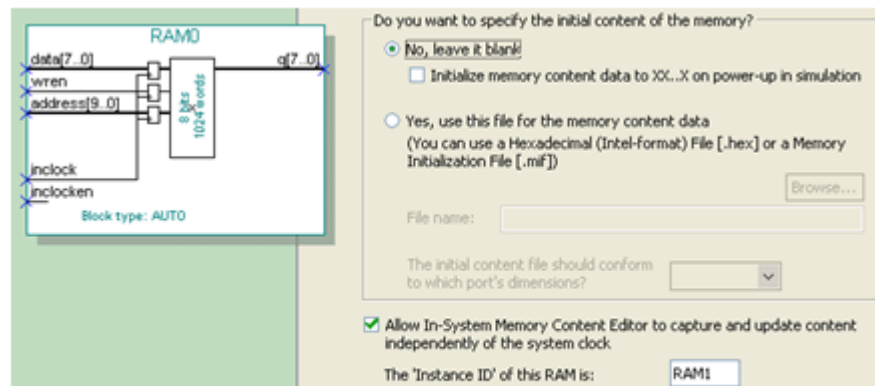 RAM0
data[7..0]
q[7..0]
wren
address[9..0]
8 bits
1024 words
inclock
inclocken
Block type: AUTO
Do you want to specify the initial content of the memory?
No, leave it blank
Initialize memory content data to XX...X on power-up in simulation
Yes, use this file for the memory content data
(You can use a Hexadecimal (Intel-format) File [.hex] or a Memory
Initialization File [.mif])
Browse...
File name:
The initial content file should conform
to which port's dimensions?
Allow In-System Memory Content Editor to capture and update content
independently of the system clock
The 'Instance ID' of this RAM is:
RAM1